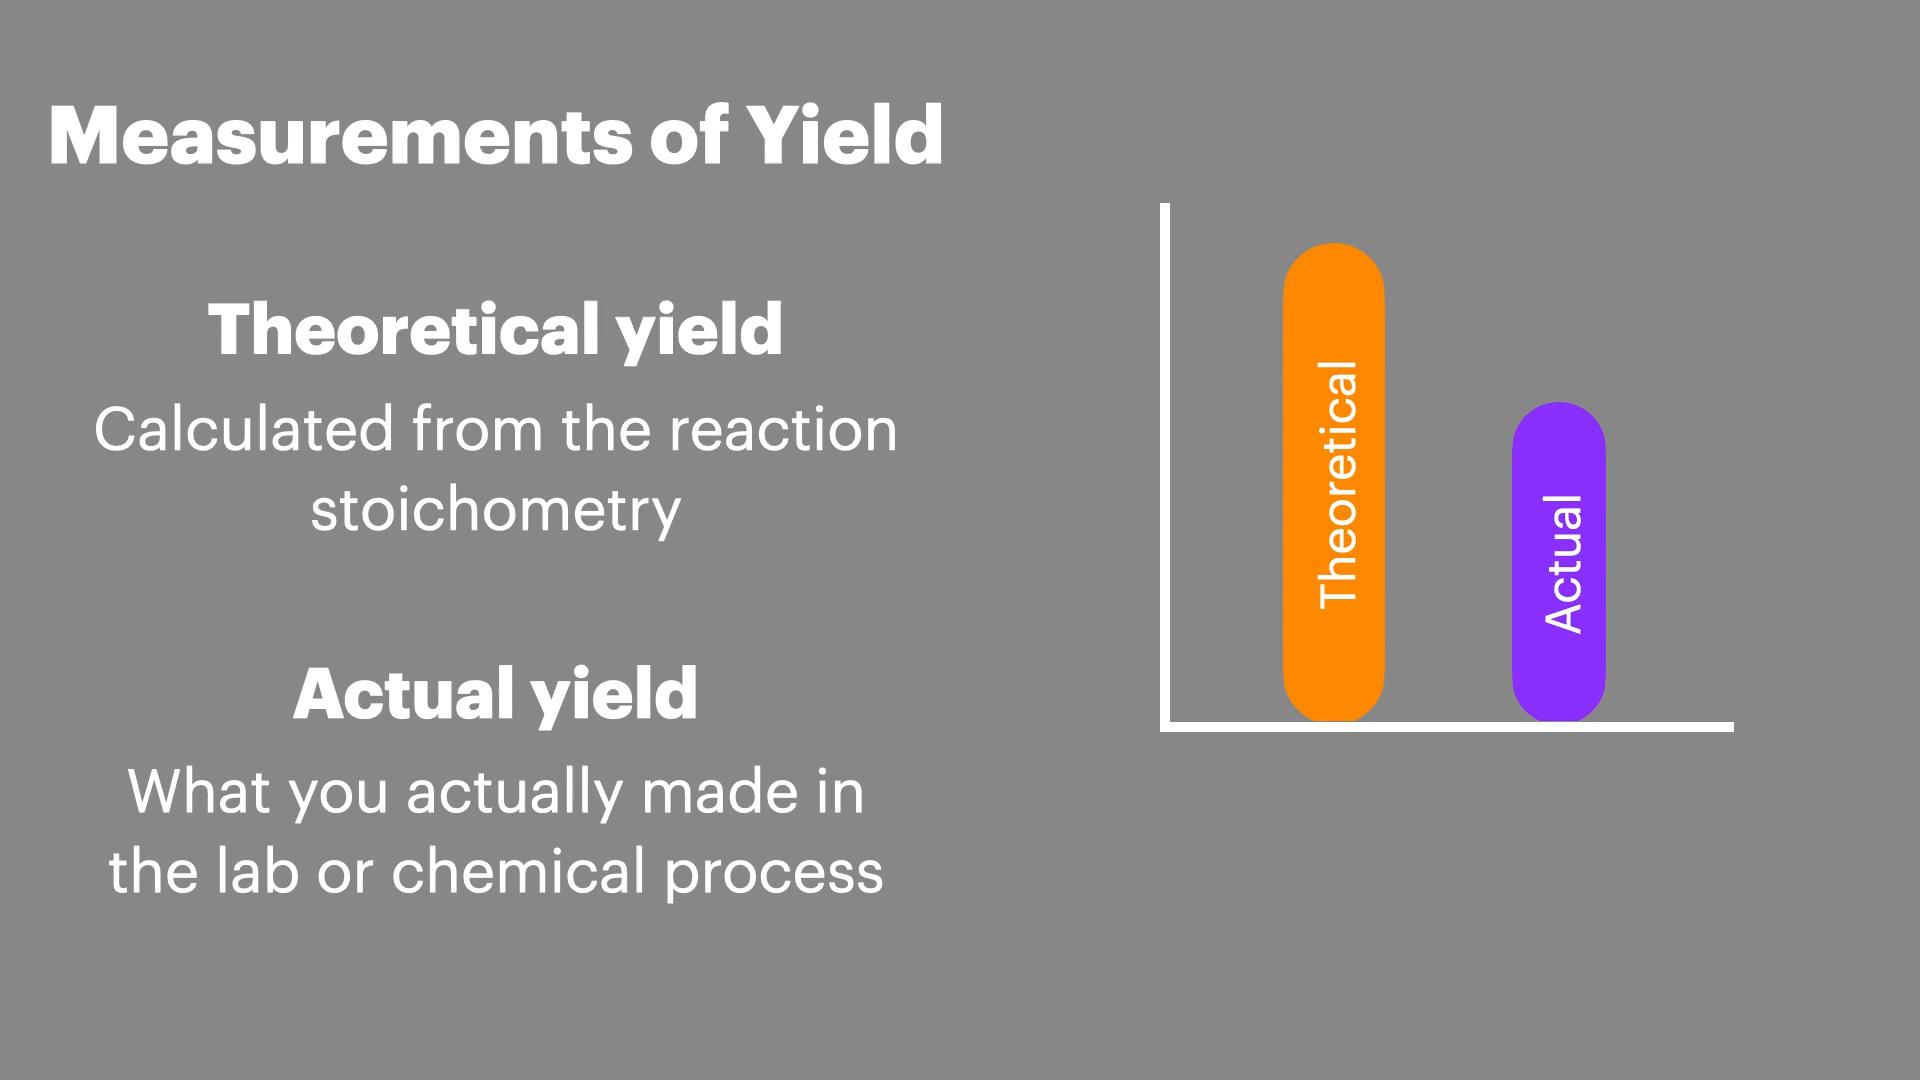 Measurements of Yield
Theoretical yield
Calculated from the reaction
stoichometry
Actual yield
What you actually made in
the lab or chemical process
Theoretical
Actual